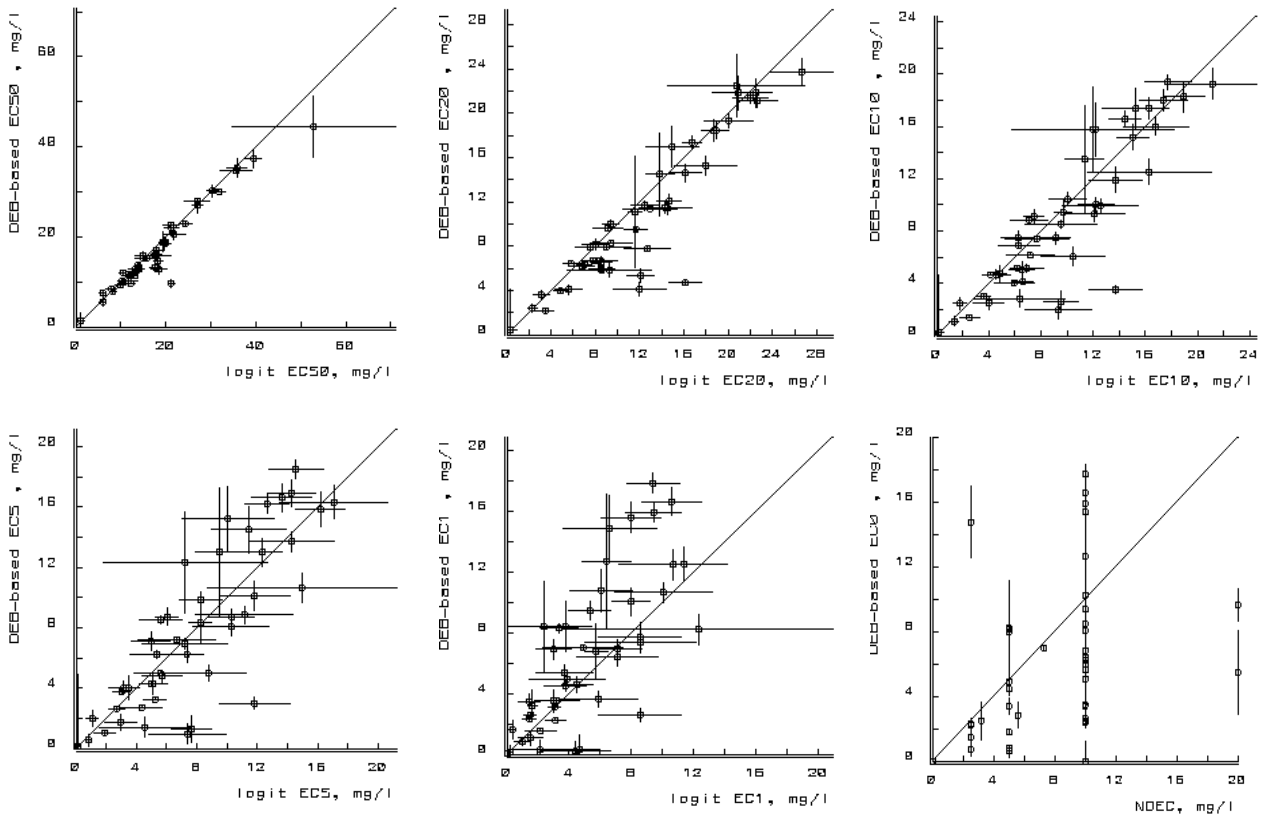 DEB-based EC50 , mg/l
60
40
20
0
0 20 40 60
logit EC50, mg/l
DEB-based EC20 , mg/l
28
24
20
16
12
8
4
0
0 4 8 12 16 20 24 28
logit EC20, mg/l
DEB-based EC10 , mg/l
24
20
16
12
8
4
0
0 4 8 12 16 20 24
logit EC10, mg/l
DEB-based EC5 , mg/l
20
16
12
8
4
0
0 4 8 12 16 20
logit EC5, mg/l
DEB-based EC1 , mg/l
20
16
12
8
4
0
0 4 8 12 16 20
logit EC1, mg/l
DEB-based EC0 , mg/l
20
16
12
8
4
0
0 4 8 12 16 20
NOEC, mg/l